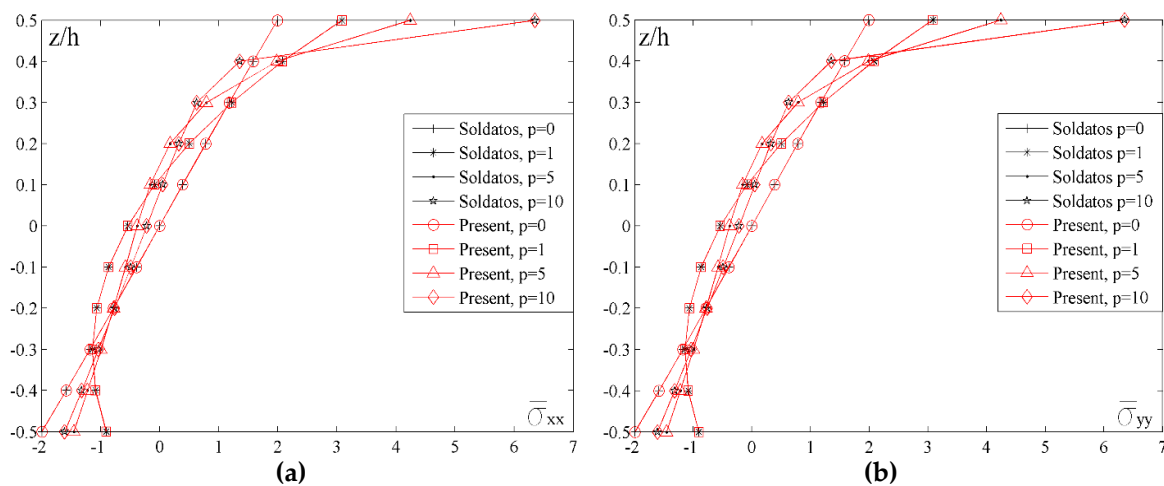 0.5
z/h
0.4
0.3
0.2
0.1
0
-0.1
-0.2
-0.3
-0.4
-0.5
Soldatos, p=0
Soldatos, p=1
Soldatos, p=5
Soldatos, p=10
Present, p=0
Present, p=1
Present, p=5
Present, p=10
σ̅xx
-2 -1 0 1 2 3 4 5 6 7
(a)
0.5
z/h
0.4
0.3
0.2
0.1
0
-0.1
-0.2
-0.3
-0.4
-0.5
Soldatos, p=0
Soldatos, p=1
Soldatos, p=5
Soldatos, p=10
Present, p=0
Present, p=1
Present, p=5
Present, p=10
σ̅yy
-2 -1 0 1 2 3 4 5 6 7
(b)